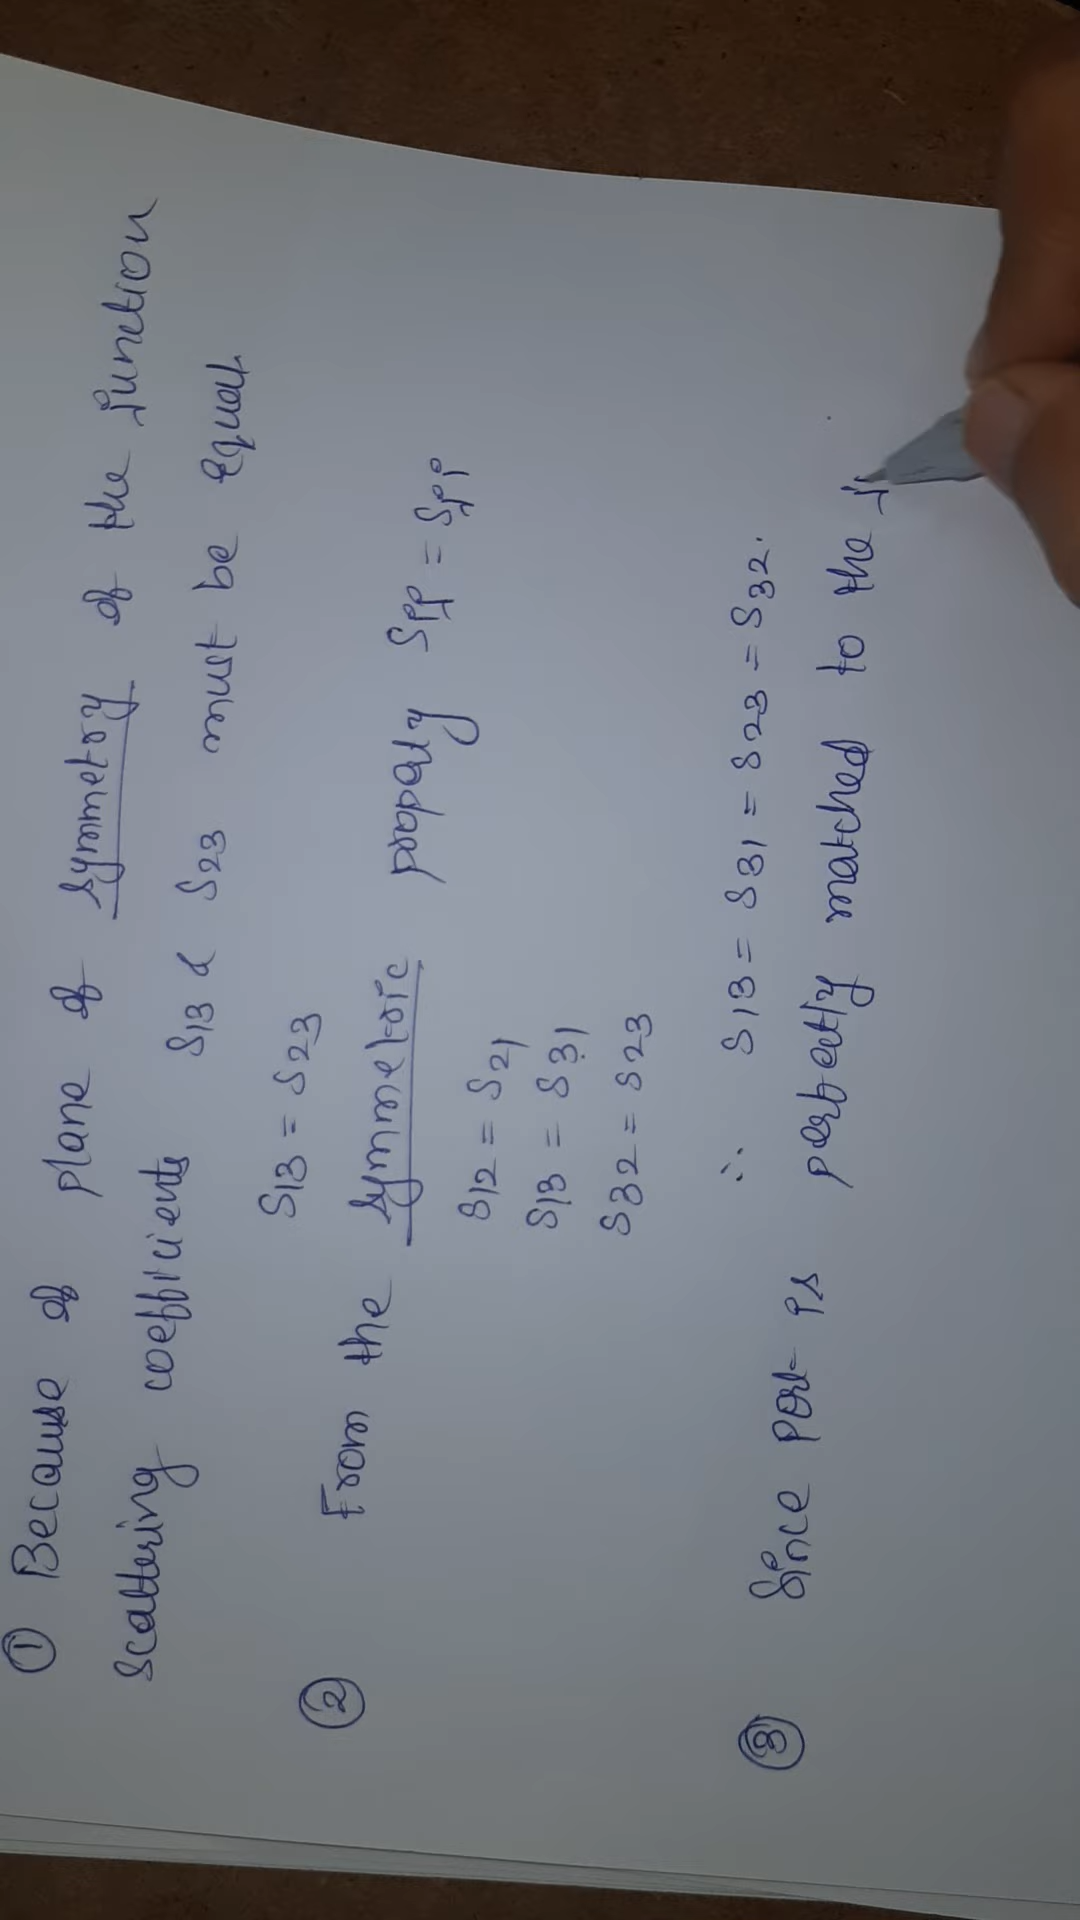 ① Because of plane of symmetry of the junction
scattering coefficients S13 & S23 must be equal.
S13 = S23
② From the symmetric property Sij = Sji
S12 = S21
S13 = S31
S32 = S23
∴ S13 = S31 = S23 = S32.
③ Since port is perfectly matched to the